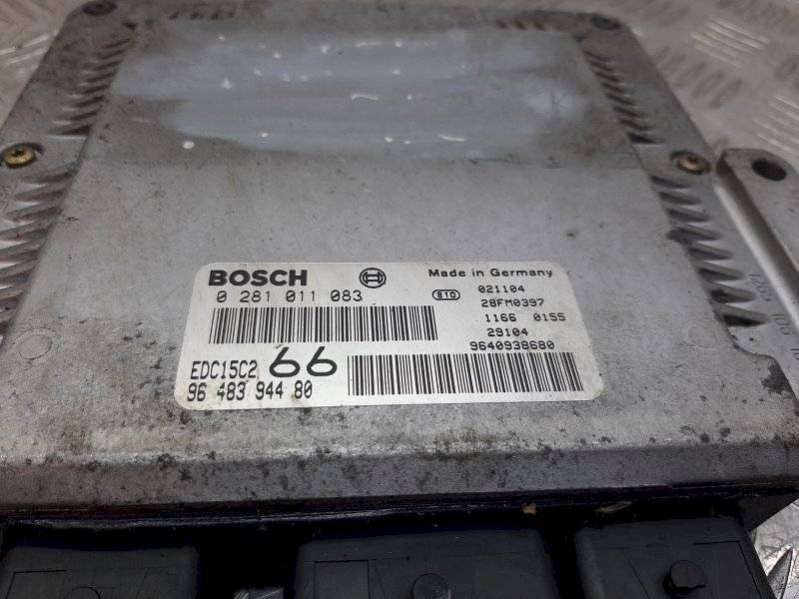 BOSCH
Made in Germany
0 281 011 083
610
021104
28FM0397
1166 0155
29104
9640938680
EDC15C2 66
96 483 944 80